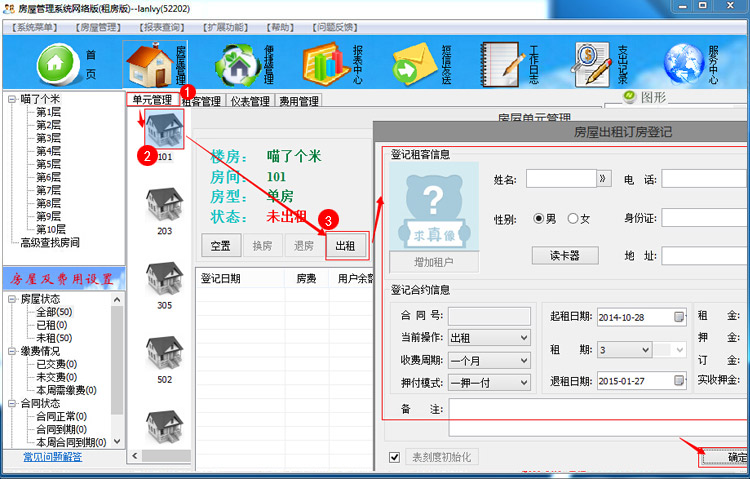 房屋管理系统网络版(租房版)--lanlvy(52202)
【系统菜单】 【房屋管理】 【报表查询】 【扩展功能】 【帮助】 【问题反馈】
首页
房屋管理
便捷管理
报表中心
短信发送
工作日志
支出记录
服务中心
喵了个米
第1层
第2层
第3层
第4层
第5层
第6层
第7层
第8层
第9层
第10层
高级查找房间
房屋及费用设置
房屋状态
全部(50)
已租(0)
未租(50)
缴费情况
已交费(0)
未交费(0)
本周需缴费(0)
合同状态
合同正常(0)
合同到期(0)
本周合同到期(0)
常见问题解答
单元管理 租客管理 仪表管理 费用管理
1
2
3
101
203
305
502
图形
房屋单元管理
楼房： 喵了个米
房间： 101
房型： 单房
状态： 未出租
空置 换房 退房 出租
登记日期 房费 用户余额
房屋出租订房登记
登记租客信息
?
求真像
增加租户
姓名: » 电 话:
性别: 男 女 身份证:
读卡器 地 址:
登记合约信息
合 同 号: 起租日期: 2014-10-28 租 金:
当前操作: 出租 租 期: 3 押 金:
收费周期: 一个月 订 金:
押付模式: 一押一付 退租日期: 2015-01-27 实收押金:
备 注:
表刻度初始化
确定